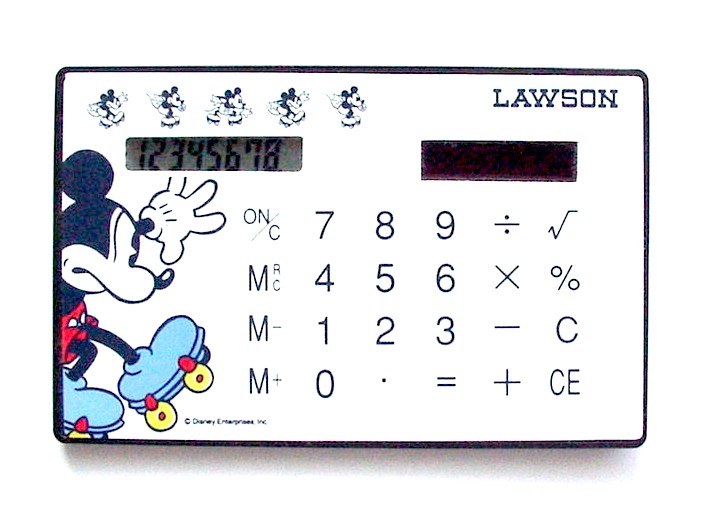 LAWSON
12345678
ON/C 7 8 9 ÷ √
MRC 4 5 6 × %
M- 1 2 3 − C
M+ 0 . = + CE
© Disney Enterprises, Inc